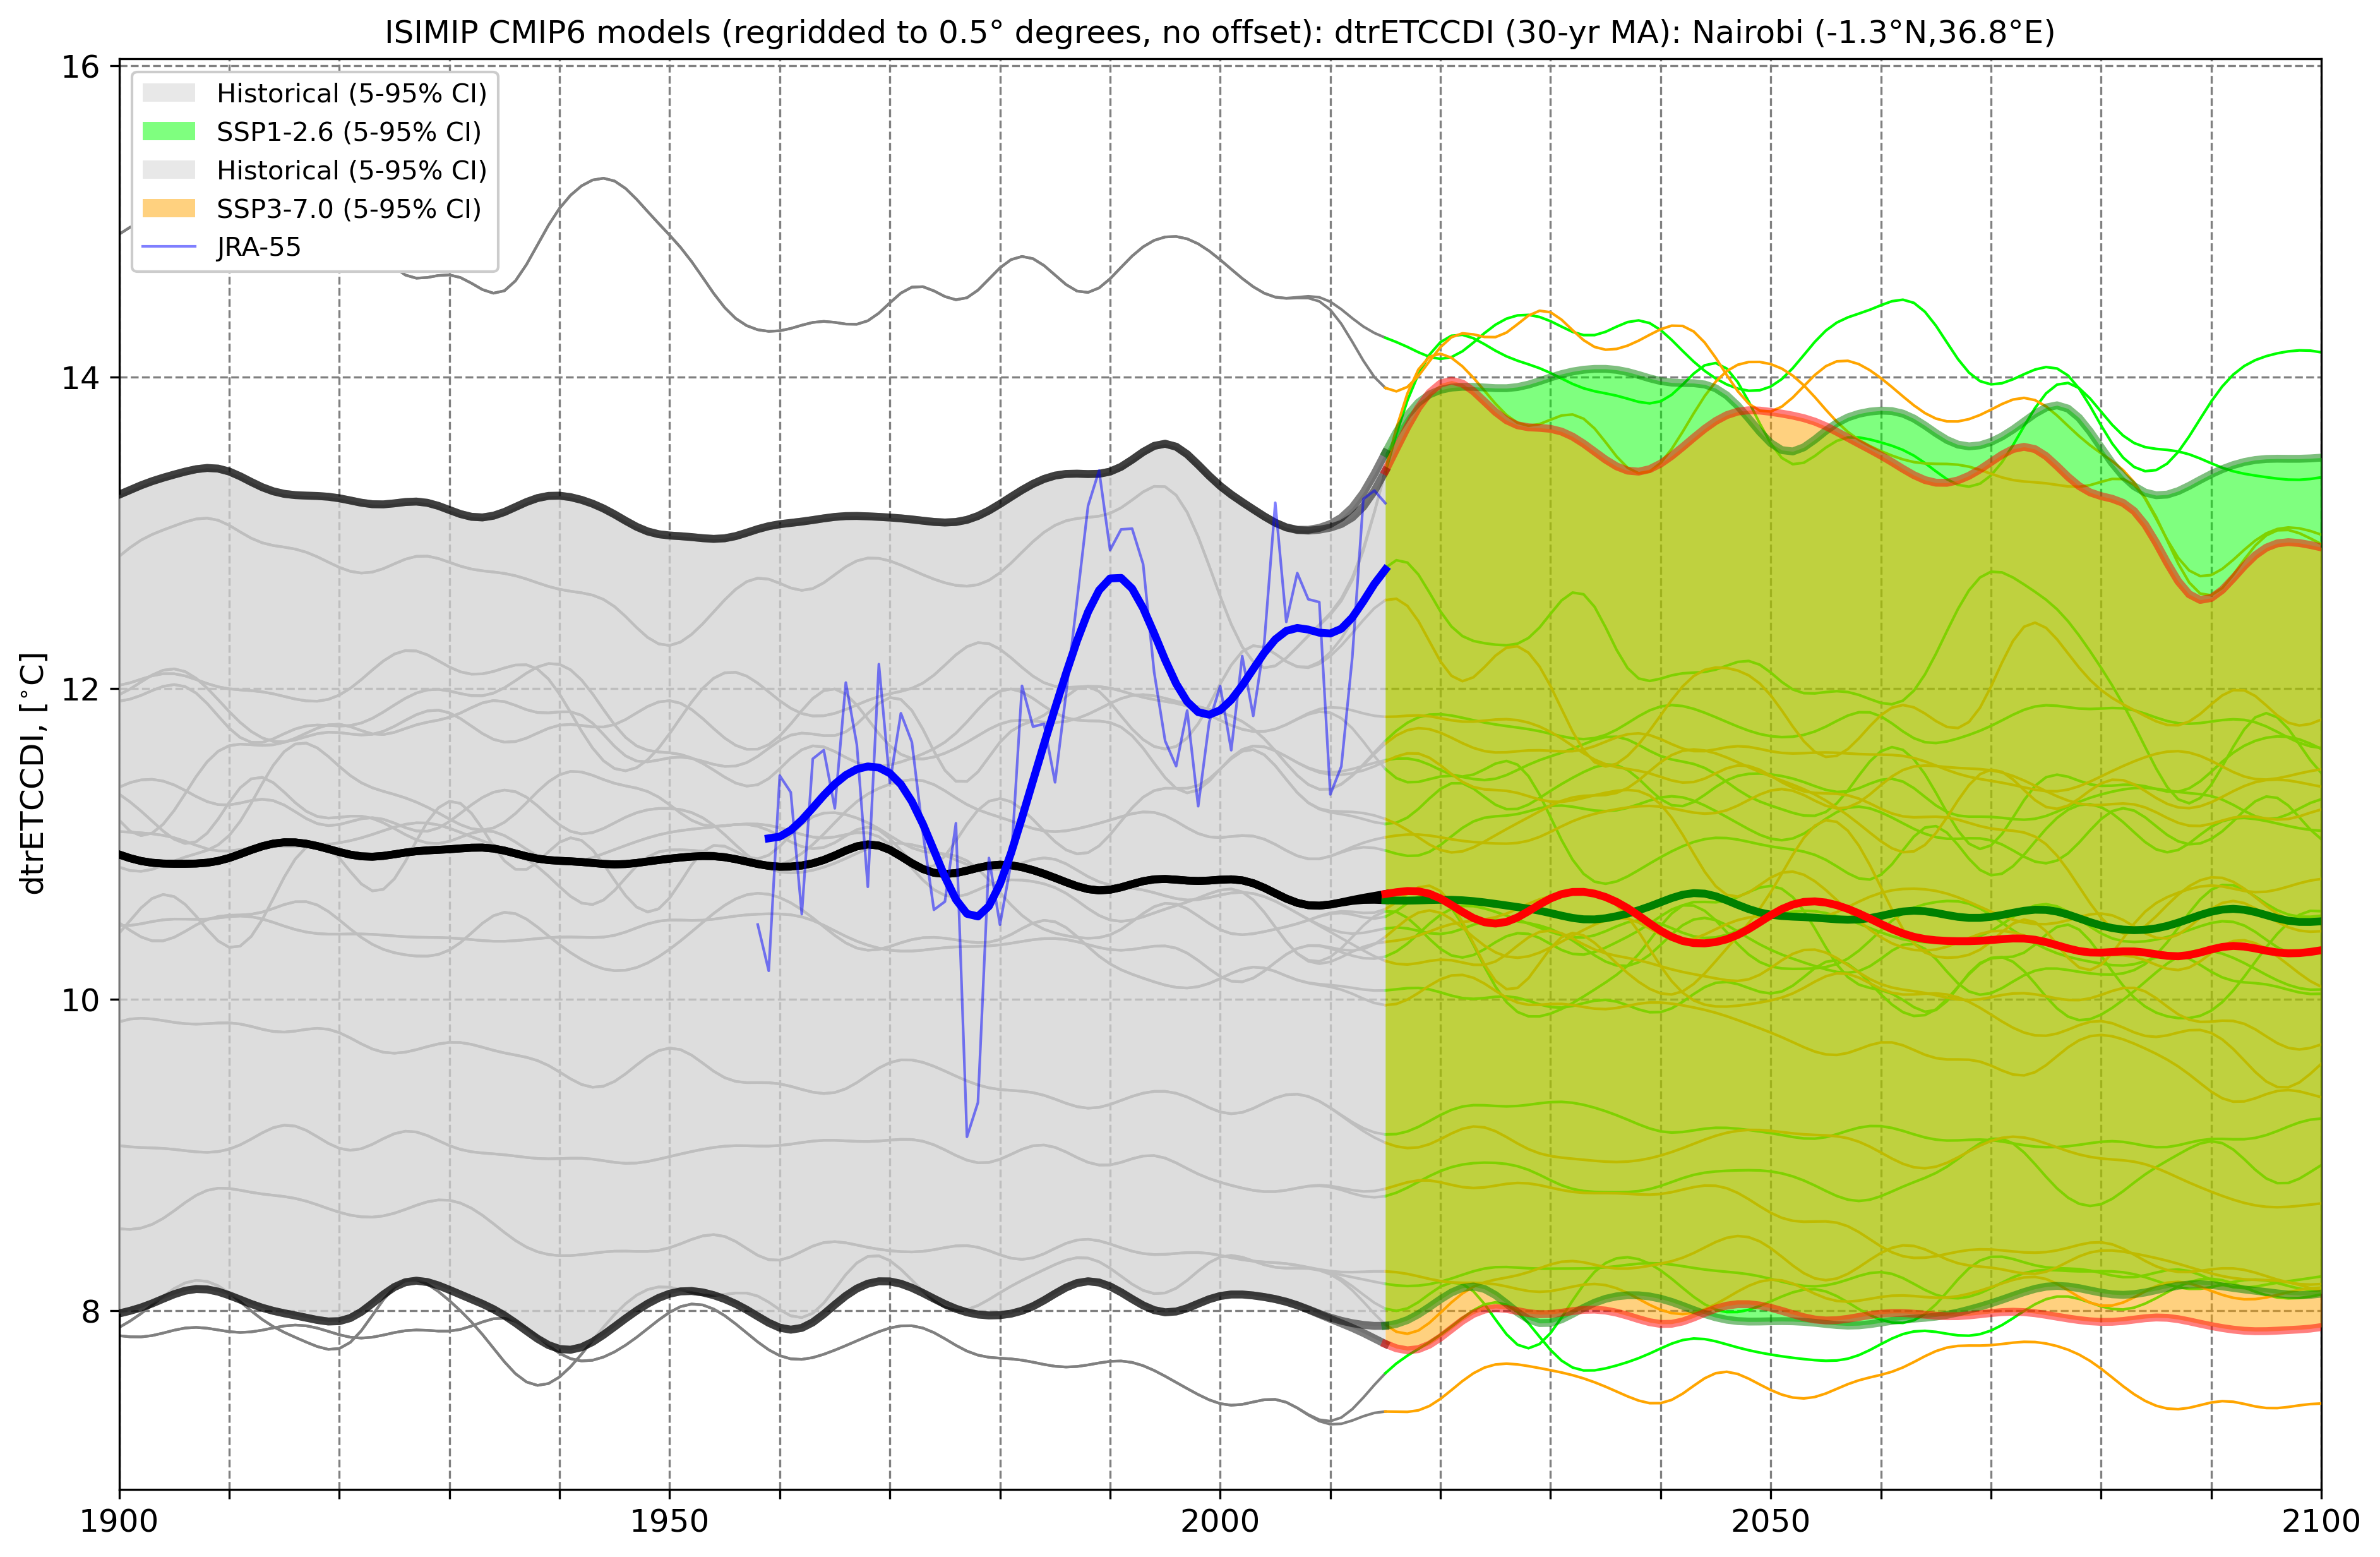 ISIMIP CMIP6 models (regridded to 0.5° degrees, no offset): dtrETCCDI (30-yr MA): Nairobi (-1.3°N,36.8°E)
Historical (5-95% CI)
SSP1-2.6 (5-95% CI)
Historical (5-95% CI)
SSP3-7.0 (5-95% CI)
JRA-55
dtrETCCDI, [°C]
16
14
12
10
8
1900
1950
2000
2050
2100